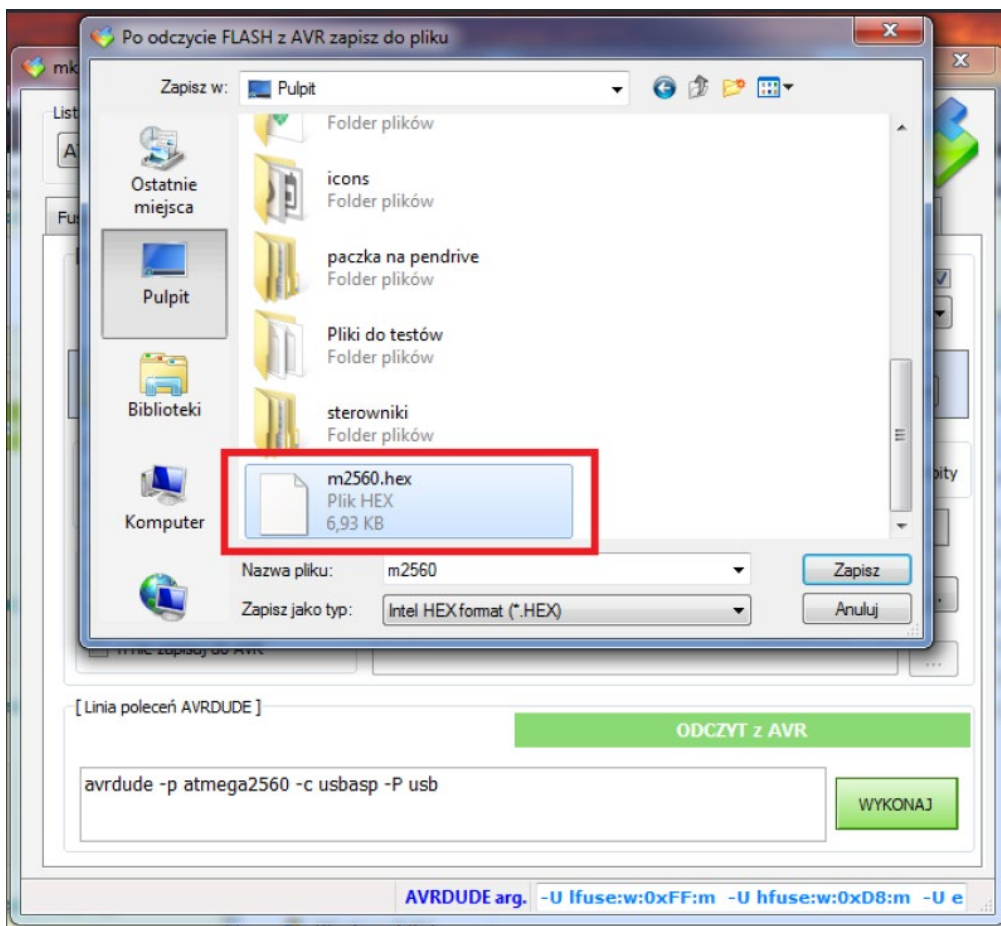 Po odczycie FLASH z AVR zapisz do pliku
mk
Zapisz w:
Pulpit
List
Folder plików
A
Ostatnie
miejsca
icons
Folder plików
Fus
paczka na pendrive
Folder plików
Pulpit
Pliki do testów
Folder plików
Biblioteki
sterowniki
Folder plików
m2560.hex
Plik HEX
6,93 KB
bity
Komputer
Nazwa pliku:
m2560
Zapisz
Zapisz jako typ:
Intel HEX format (*.HEX)
Anuluj
...
[ Linia poleceń AVRDUDE ]
ODCZYT z AVR
avrdude -p atmega2560 -c usbasp -P usb
WYKONAJ
AVRDUDE arg.
-U lfuse:w:0xFF:m -U hfuse:w:0xD8:m -U e